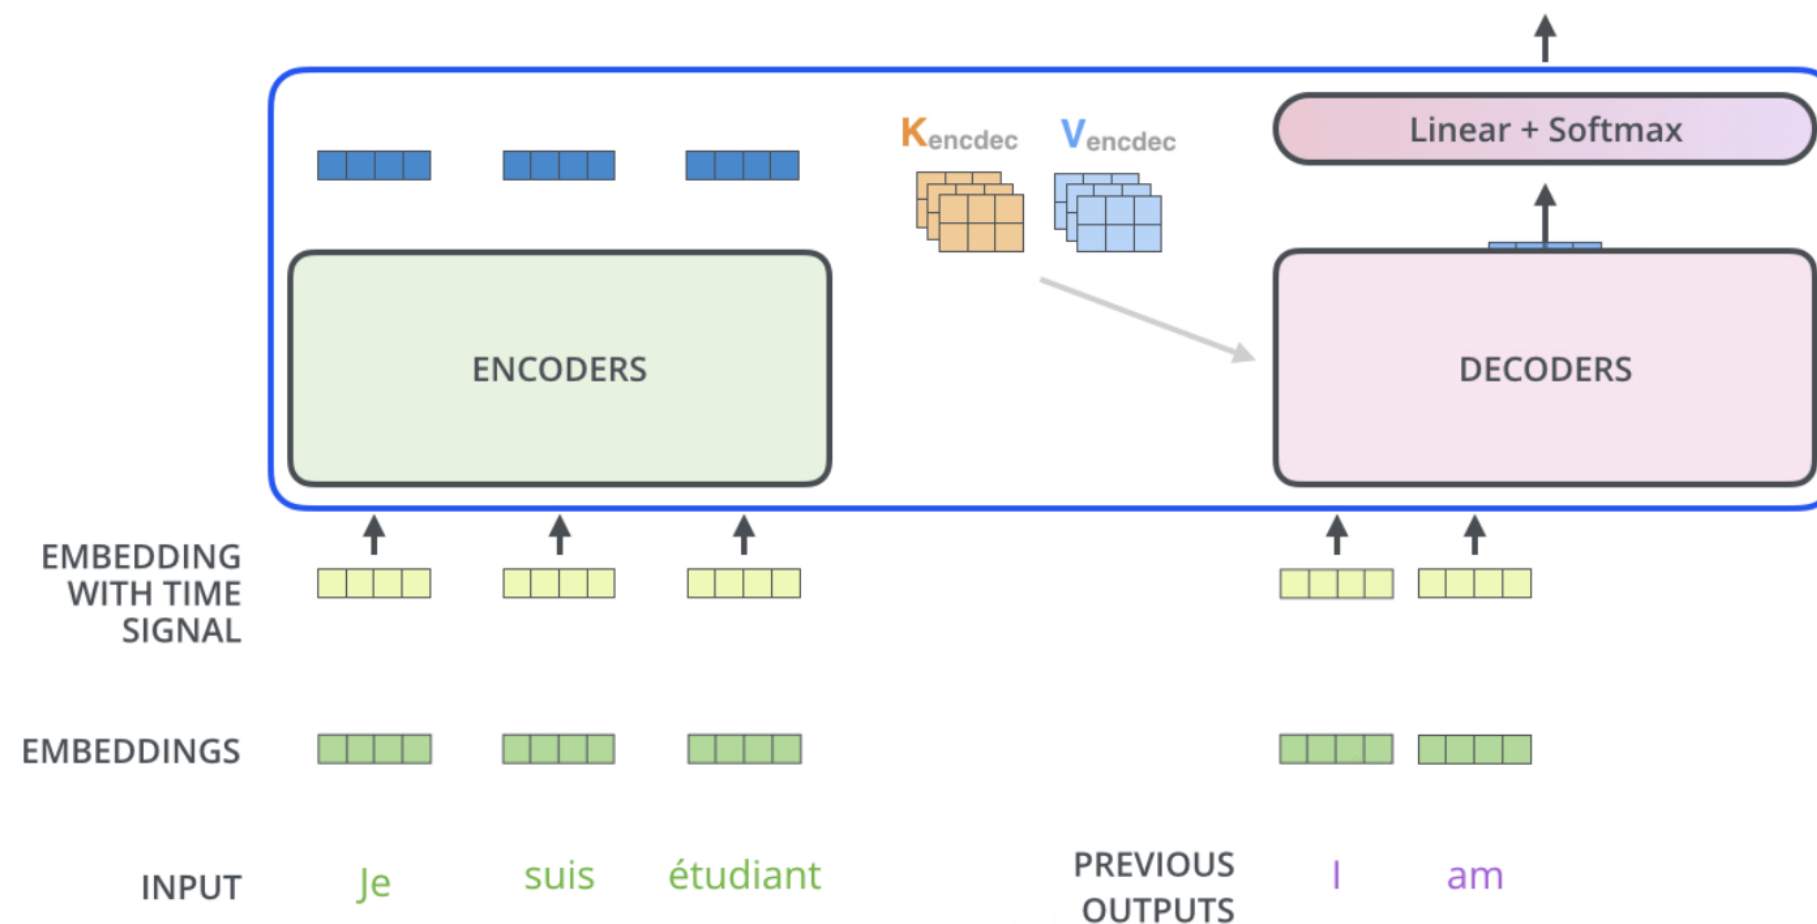 Kencdec Vencdec
Linear + Softmax
ENCODERS
DECODERS
EMBEDDING
WITH TIME
SIGNAL
EMBEDDINGS
INPUT Je suis étudiant
PREVIOUS
OUTPUTS
I am